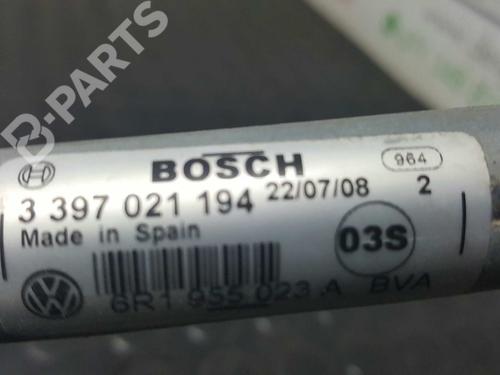 B-PARTS
BOSCH
964
3 397 021 194 22/07/08 2
Made in Spain
03S
6R1 955 023 A BVA